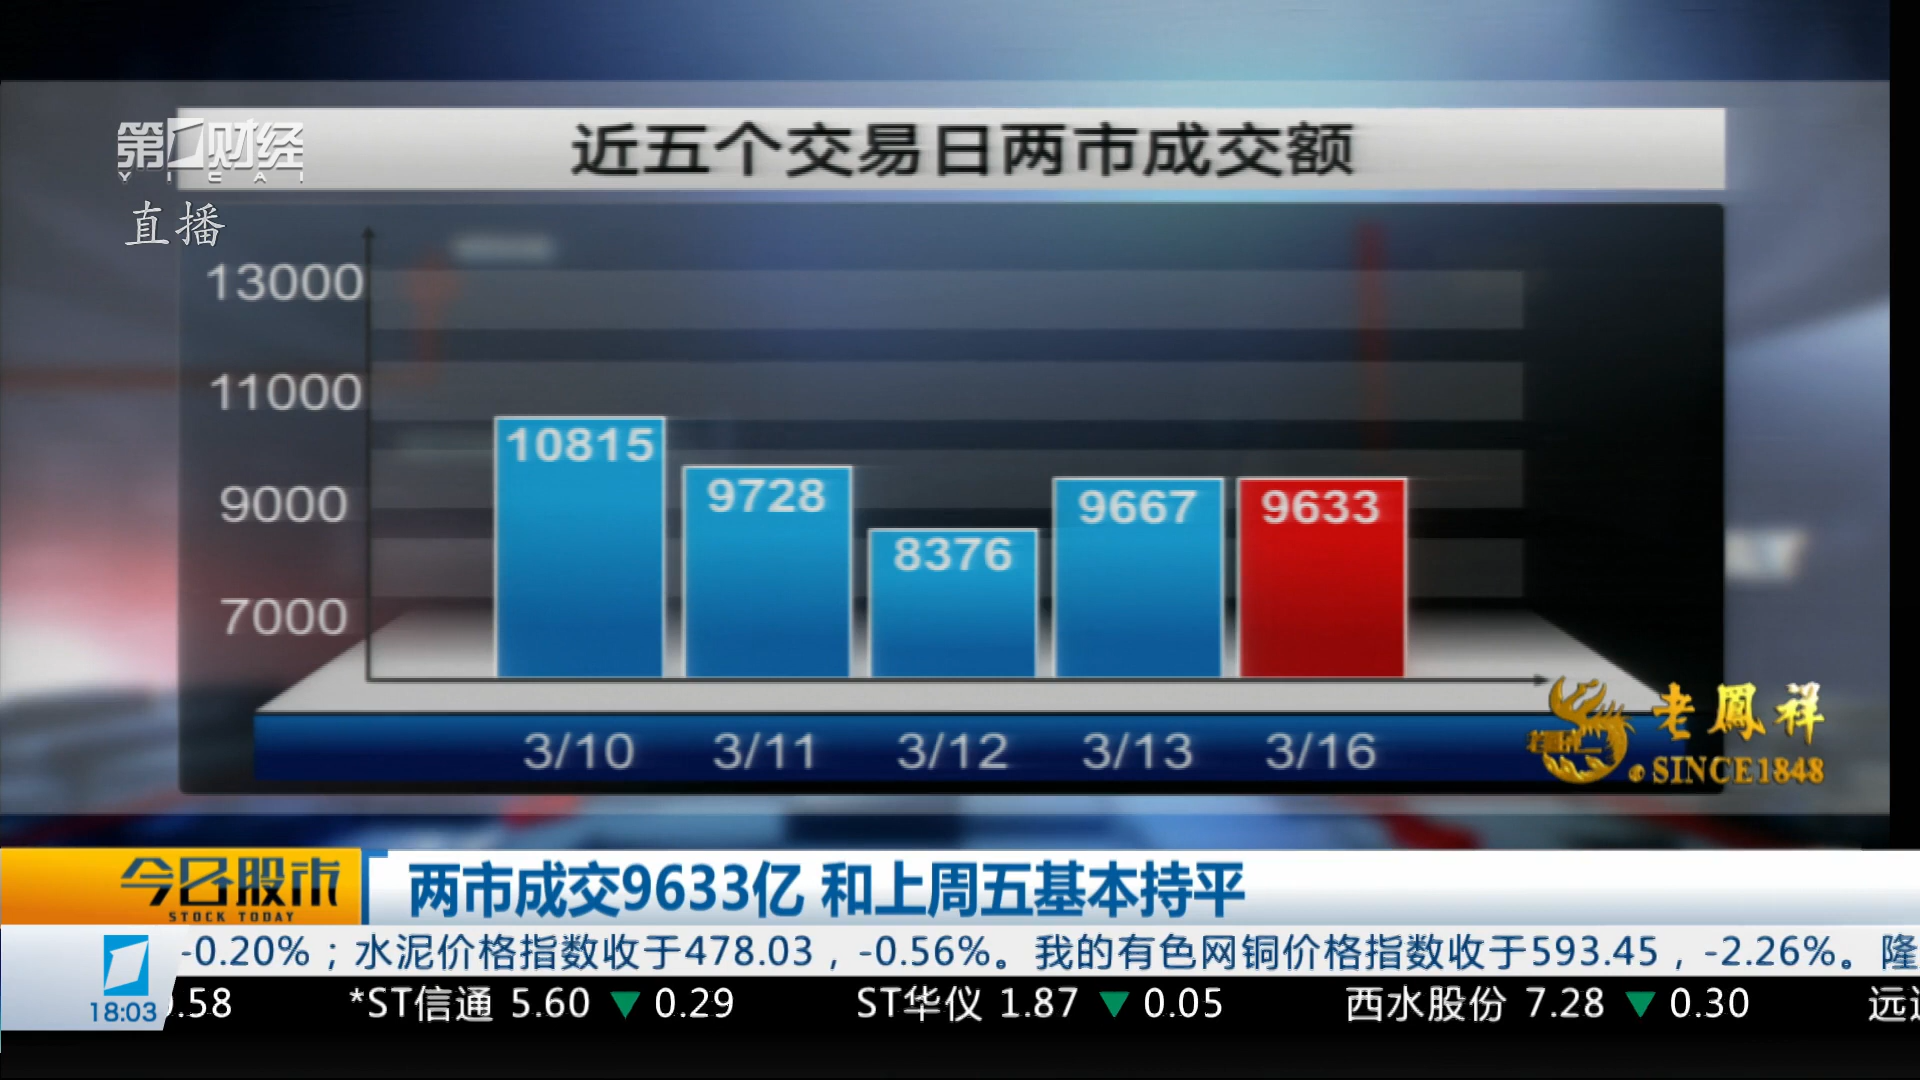 第1财经
YICAI
直播
近五个交易日两市成交额
13000
11000
9000
7000
10815
9728
8376
9667
9633
3/10 3/11 3/12 3/13 3/16
老鳳祥
SINCE1848
今日股市
STOCK TODAY
两市成交9633亿 和上周五基本持平
-0.20%；水泥价格指数收于478.03，-0.56%。我的有色网铜价格指数收于593.45，-2.26%。隆
18:03
.58 *ST信通 5.60 ▼ 0.29 ST华仪 1.87 ▼ 0.05 西水股份 7.28 ▼ 0.30